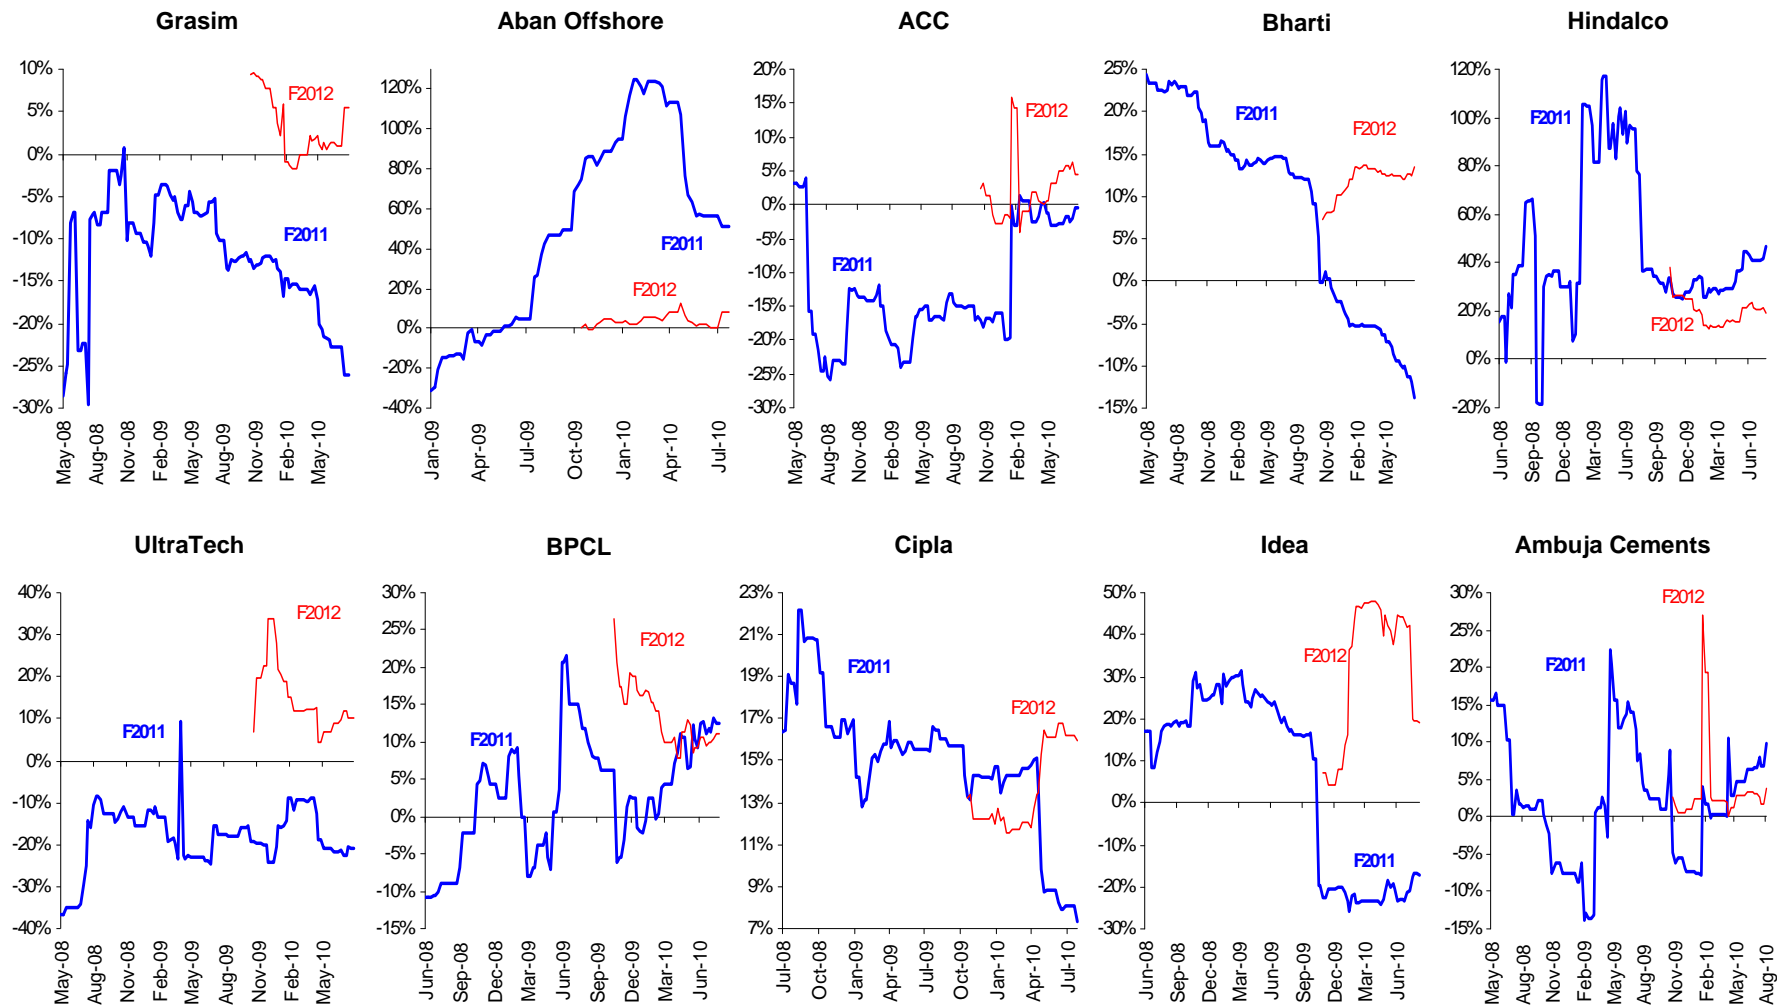 Grasim
Aban Offshore
ACC
Bharti
Hindalco
10%
5%
0%
-5%
-10%
-15%
-20%
-25%
-30%
F2012
F2011
May-08
Aug-08
Nov-08
Feb-09
May-09
Aug-09
Nov-09
Feb-10
May-10
120%
100%
80%
60%
40%
20%
0%
-20%
-40%
F2011
F2012
Jan-09
Apr-09
Jul-09
Oct-09
Jan-10
Apr-10
Jul-10
20%
15%
10%
5%
0%
-5%
-10%
-15%
-20%
-25%
-30%
F2012
F2011
May-08
Aug-08
Nov-08
Feb-09
May-09
Aug-09
Nov-09
Feb-10
May-10
25%
20%
15%
10%
5%
0%
-5%
-10%
-15%
F2011
F2012
May-08
Aug-08
Nov-08
Feb-09
May-09
Aug-09
Nov-09
Feb-10
May-10
120%
100%
80%
60%
40%
20%
0%
-20%
F2011
F2012
Jun-08
Sep-08
Dec-08
Mar-09
Jun-09
Sep-09
Dec-09
Mar-10
Jun-10
UltraTech
BPCL
Cipla
Idea
Ambuja Cements
40%
30%
20%
10%
0%
-10%
-20%
-30%
-40%
F2012
F2011
May-08
Aug-08
Nov-08
Feb-09
May-09
Aug-09
Nov-09
Feb-10
May-10
30%
25%
20%
15%
10%
5%
0%
-5%
-10%
-15%
F2012
F2011
Jun-08
Sep-08
Dec-08
Mar-09
Jun-09
Sep-09
Dec-09
Mar-10
Jun-10
23%
21%
19%
17%
15%
13%
11%
9%
7%
F2011
F2012
Jul-08
Oct-08
Jan-09
Apr-09
Jul-09
Oct-09
Jan-10
Apr-10
Jul-10
50%
40%
30%
20%
10%
0%
-10%
-20%
-30%
F2012
F2011
Jun-08
Sep-08
Dec-08
Mar-09
Jun-09
Sep-09
Dec-09
Mar-10
Jun-10
30%
25%
20%
15%
10%
5%
0%
-5%
-10%
-15%
F2012
F2011
May-08
Aug-08
Nov-08
Feb-09
May-09
Aug-09
Nov-09
Feb-10
May-10
Aug-10